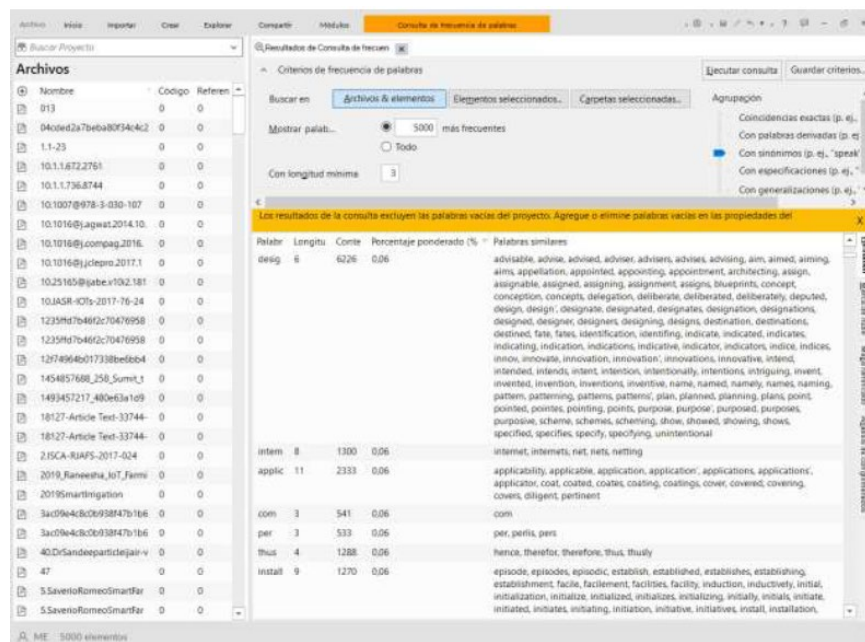 Archivo Inicio Importar Crear Explorar Compartir Módulos Consulta de frecuencia de palabras
Buscar Proyecto
Archivos
Nombre Código Referen
013 0 0
04cded2a7beba80f34c4c2 0 0
1.1-23 0 0
10.1.1.672.2761 0 0
10.1.1.736.8744 0 0
10.1007@978-3-030-107 0 0
10.1016@j.agwat.2014.10. 0 0
10.1016@j.compag.2016. 0 0
10.1016@j.jclepro.2017.1 0 0
10.25165@ijabe.v10i2.181 0 0
10.JASR-IOTs-2017-76-24 0 0
1235ffd7b46f2c70476958 0 0
1235ffd7b46f2c70476958 0 0
12f74964b017338be6bb4 0 0
1454857688_258_Sumit_t 0 0
1493457217_480e63a1d9 0 0
18127-Article Text-33744- 0 0
18127-Article Text-33744- 0 0
2.ISCA-RJAFS-2017-024 0 0
2019_Raneesha_IoT_Farmi 0 0
2019SmartIrrigation 0 0
3ac09e4c8c0b938f47b1b6 0 0
3ac09e4c8c0b938f47b1b6 0 0
40.DrSandeeparticleijair-v 0 0
47 0 0
5.SaverioRomeoSmartFar 0 0
5.SaverioRomeoSmartFar 0 0
ME 5000 elementos
Resultados de Consulta de frecuen
Criterios de frecuencia de palabras
Ejecutar consulta Guardar criterios...
Buscar en Archivos & elementos Elementos seleccionados... Carpetas seleccionadas...
Agrupación
Coincidencias exactas (p. ej.,
Con palabras derivadas (p. ej
Con sinónimos (p. ej., "speak"
Con especificaciones (p. ej., "
Con generalizaciones (p. ej., "
Mostrar palab... 5000 más frecuentes
Todo
Con longitud mínima 3
Los resultados de la consulta excluyen las palabras vacías del proyecto. Agregue o elimine palabras vacías en las propiedades del X
Palabr Longitu Conte Porcentaje ponderado (% Palabras similares
desig 6 6226 0,06 advisable, advise, advised, adviser, advisers, advises, advising, aim, aimed, aiming,
aims, appellation, appointed, appointing, appointment, architecting, assign,
assignable, assigned, assigning, assignment, assigns, blueprints, concept,
conception, concepts, delegation, deliberate, deliberated, deliberately, deputed,
design, design', designate, designated, designates, designation, designations,
designed, designer, designers, designing, designs, destination, destinations,
destined, fate, fates, identification, identifing, indicate, indicated, indicates,
indicating, indication, indications, indicative, indicator, indicators, indice, indices,
innov, innovate, innovation, innovation', innovations, innovative, intend,
intended, intends, intent, intention, intentionally, intentions, intriguing, invent,
invented, invention, inventions, inventive, name, named, namely, names, naming,
pattern, patterning, patterns, patterns', plan, planned, planning, plans, point,
pointed, pointes, pointing, points, purpose, purpose', purposed, purposes,
purposive, scheme, schemes, scheming, show, showed, showing, shows,
specified, specifies, specify, specifying, unintentional
intern 8 1300 0,06 internet, internets, net, nets, netting
applic 11 2333 0,06 applicability, applicable, application, application', applications, applications',
applicator, coat, coated, coates, coating, coatings, cover, covered, covering,
covers, diligent, pertinent
com 3 541 0,06 com
per 3 533 0,06 per, perlis, pers
thus 4 1288 0,06 hence, therefor, therefore, thus, thusly
install 9 1270 0,06 episode, episodes, episodic, establish, established, establishes, establishing,
establishment, facile, facilement, facilities, facility, induction, inductively, initial,
initialization, initialize, initialized, initializes, initializing, initially, initials, initiate,
initiated, initiates, initiating, initiation, initiative, initiatives, install, installation,